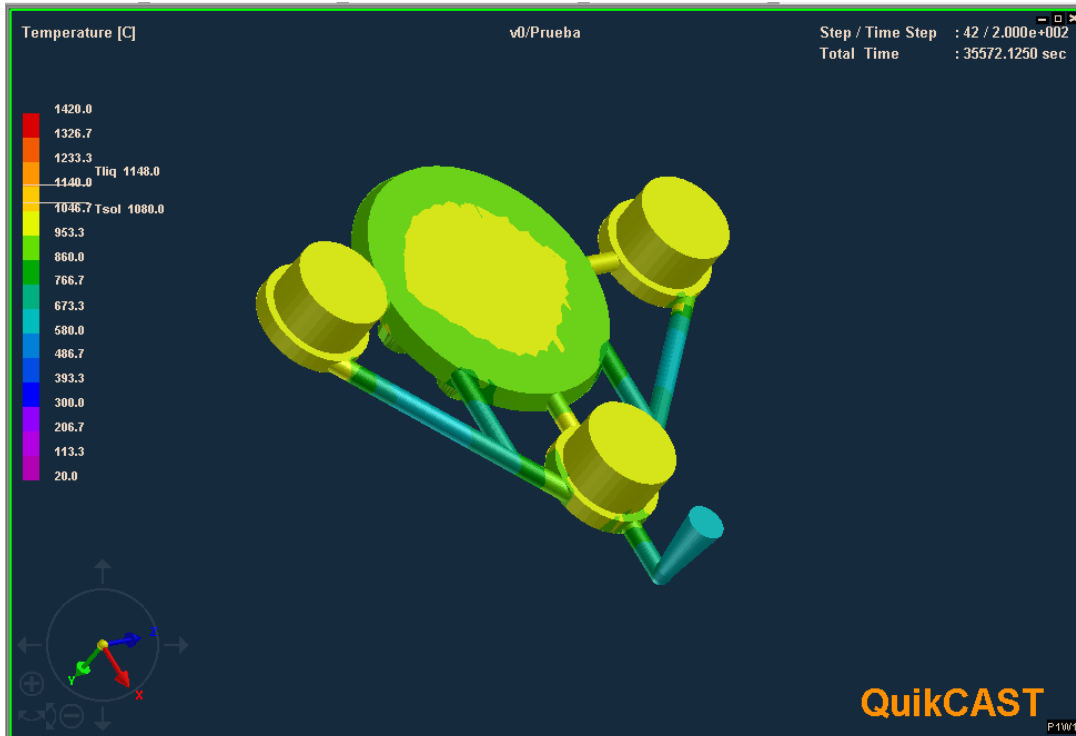 Temperature [C]
v0/Prueba
Step / Time Step : 42 / 2.000e+002
Total Time : 35572.1250 sec
1420.0
1326.7
1233.3
Tliq 1148.0
1140.0
1046.7
Tsol 1080.0
953.3
860.0
766.7
673.3
580.0
486.7
393.3
300.0
206.7
113.3
20.0
Z
Y
X
QuikCAST
P1W1